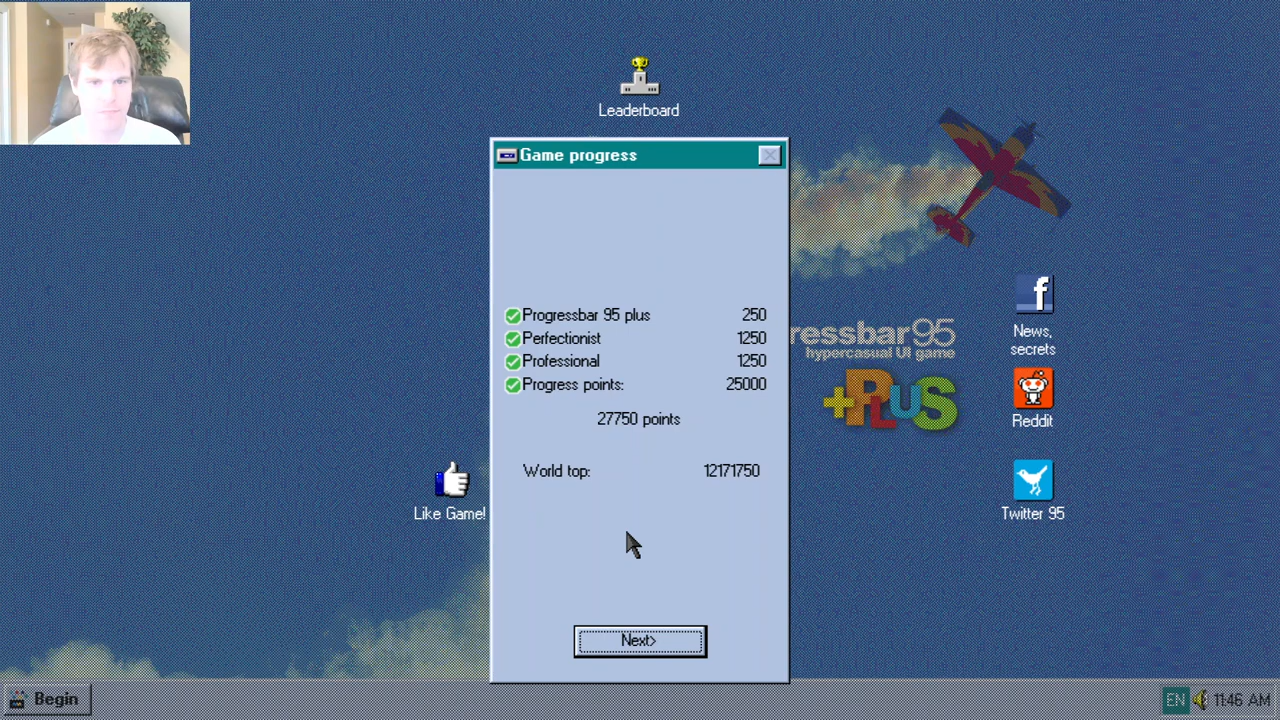 Leaderboard
Game progress
Progressbar 95 plus 250
Perfectionist 1250
Professional 1250
Progress points: 25000
27750 points
World top: 12171750
Next>
ressbar95
hypercasual UI game
+PLUS
News,
secrets
Reddit
Twitter 95
Like Game!
Begin
EN 11:46 AM